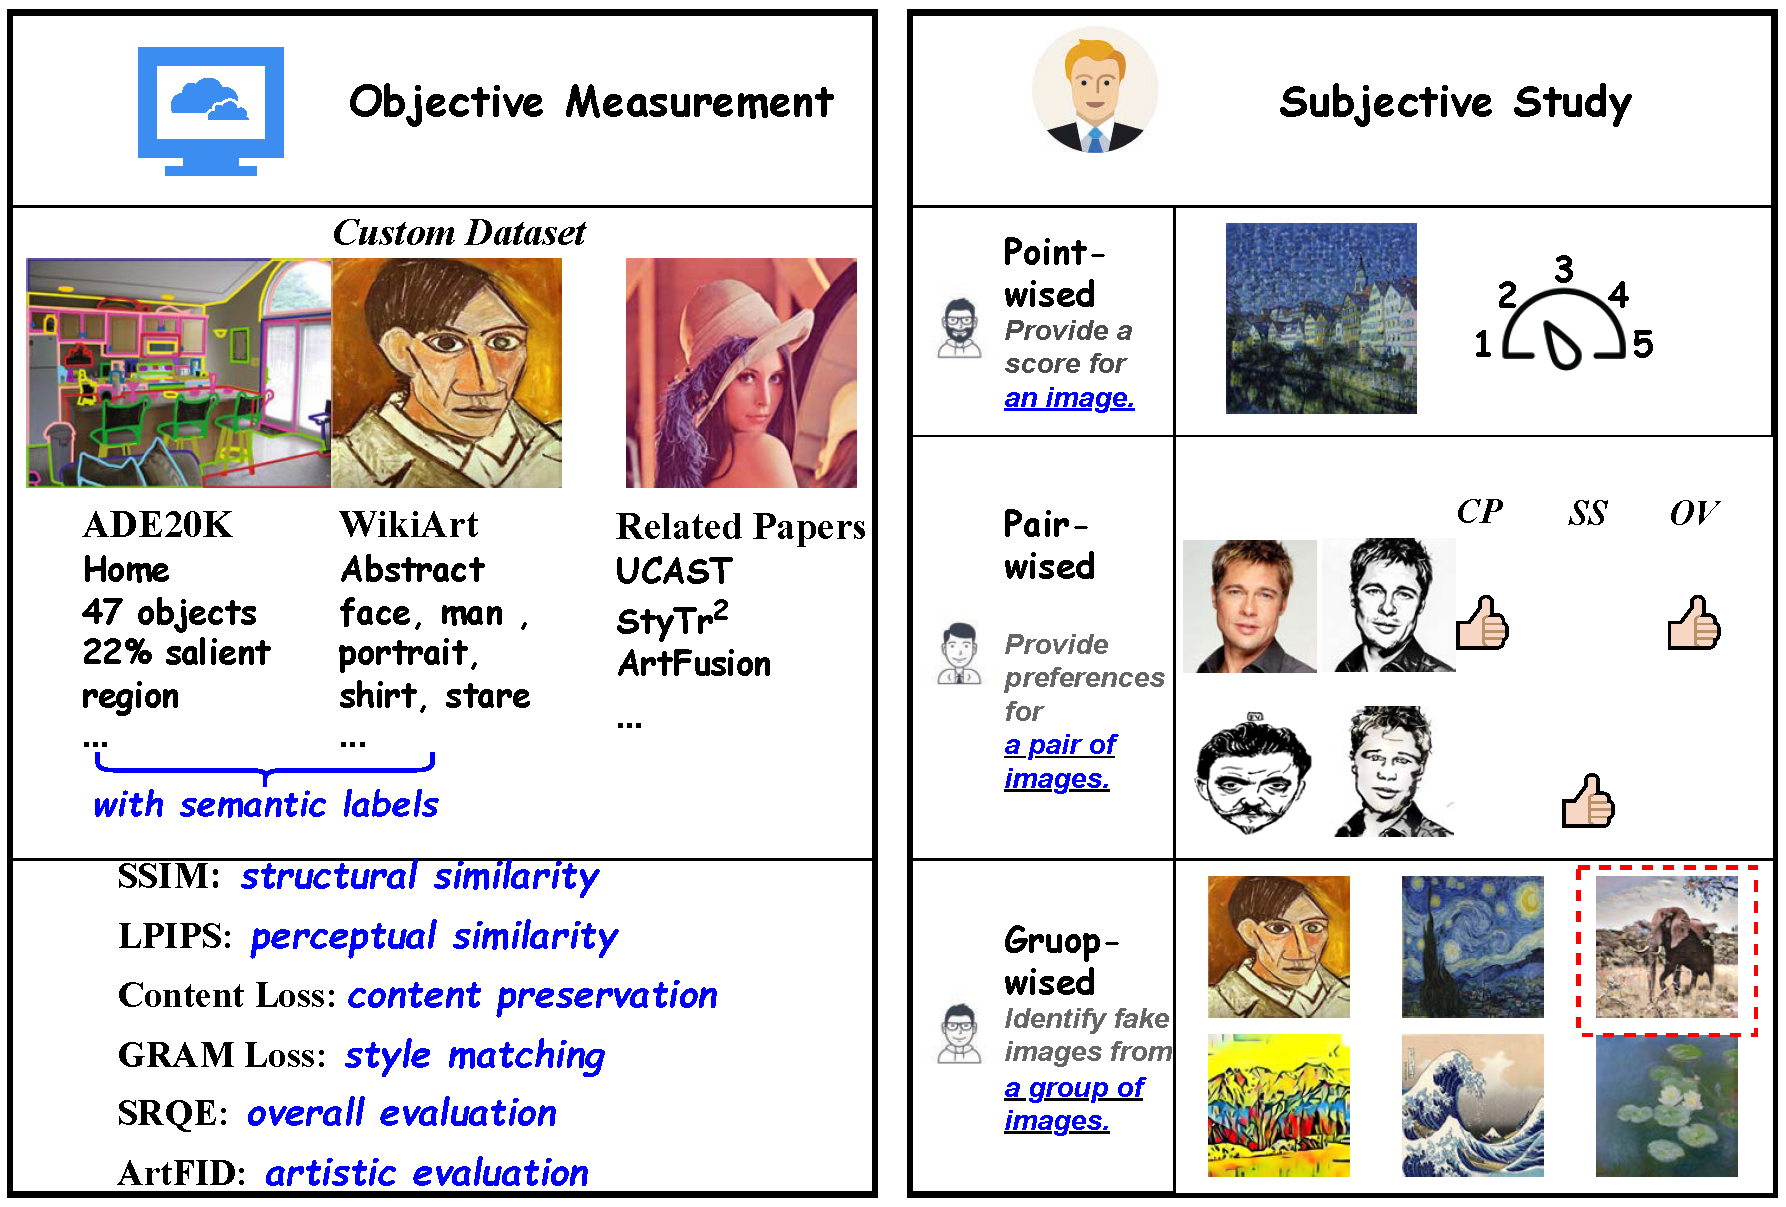 Objective Measurement
Custom Dataset
ADE20K
Home
47 objects
22% salient
region
...
WikiArt
Abstract
face, man ,
portrait,
shirt, stare
...
Related Papers
UCAST
StyTr²
ArtFusion
...
with semantic labels
SSIM: structural similarity
LPIPS: perceptual similarity
Content Loss: content preservation
GRAM Loss: style matching
SRQE: overall evaluation
ArtFID: artistic evaluation
Subjective Study
Point-
wised
Provide a
score for
an image.
1 2 3 4 5
Pair-
wised
Provide
preferences
for
a pair of
images.
CP SS OV
Gruop-
wised
Identify fake
images from
a group of
images.